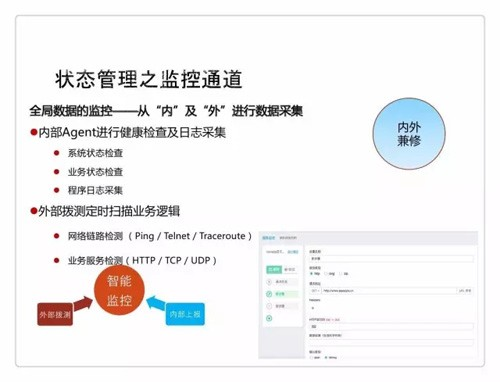 状态管理之监控通道
全局数据的监控——从“内”及“外”进行数据采集
内外
兼修
内部Agent进行健康检查及日志采集
系统状态检查
业务状态检查
程序日志采集
外部拨测定时扫描业务逻辑
网络链路检测（Ping / Telnet / Traceroute）
业务服务检测（HTTP / TCP / UDP）
智能
监控
外部拨测
内部上报